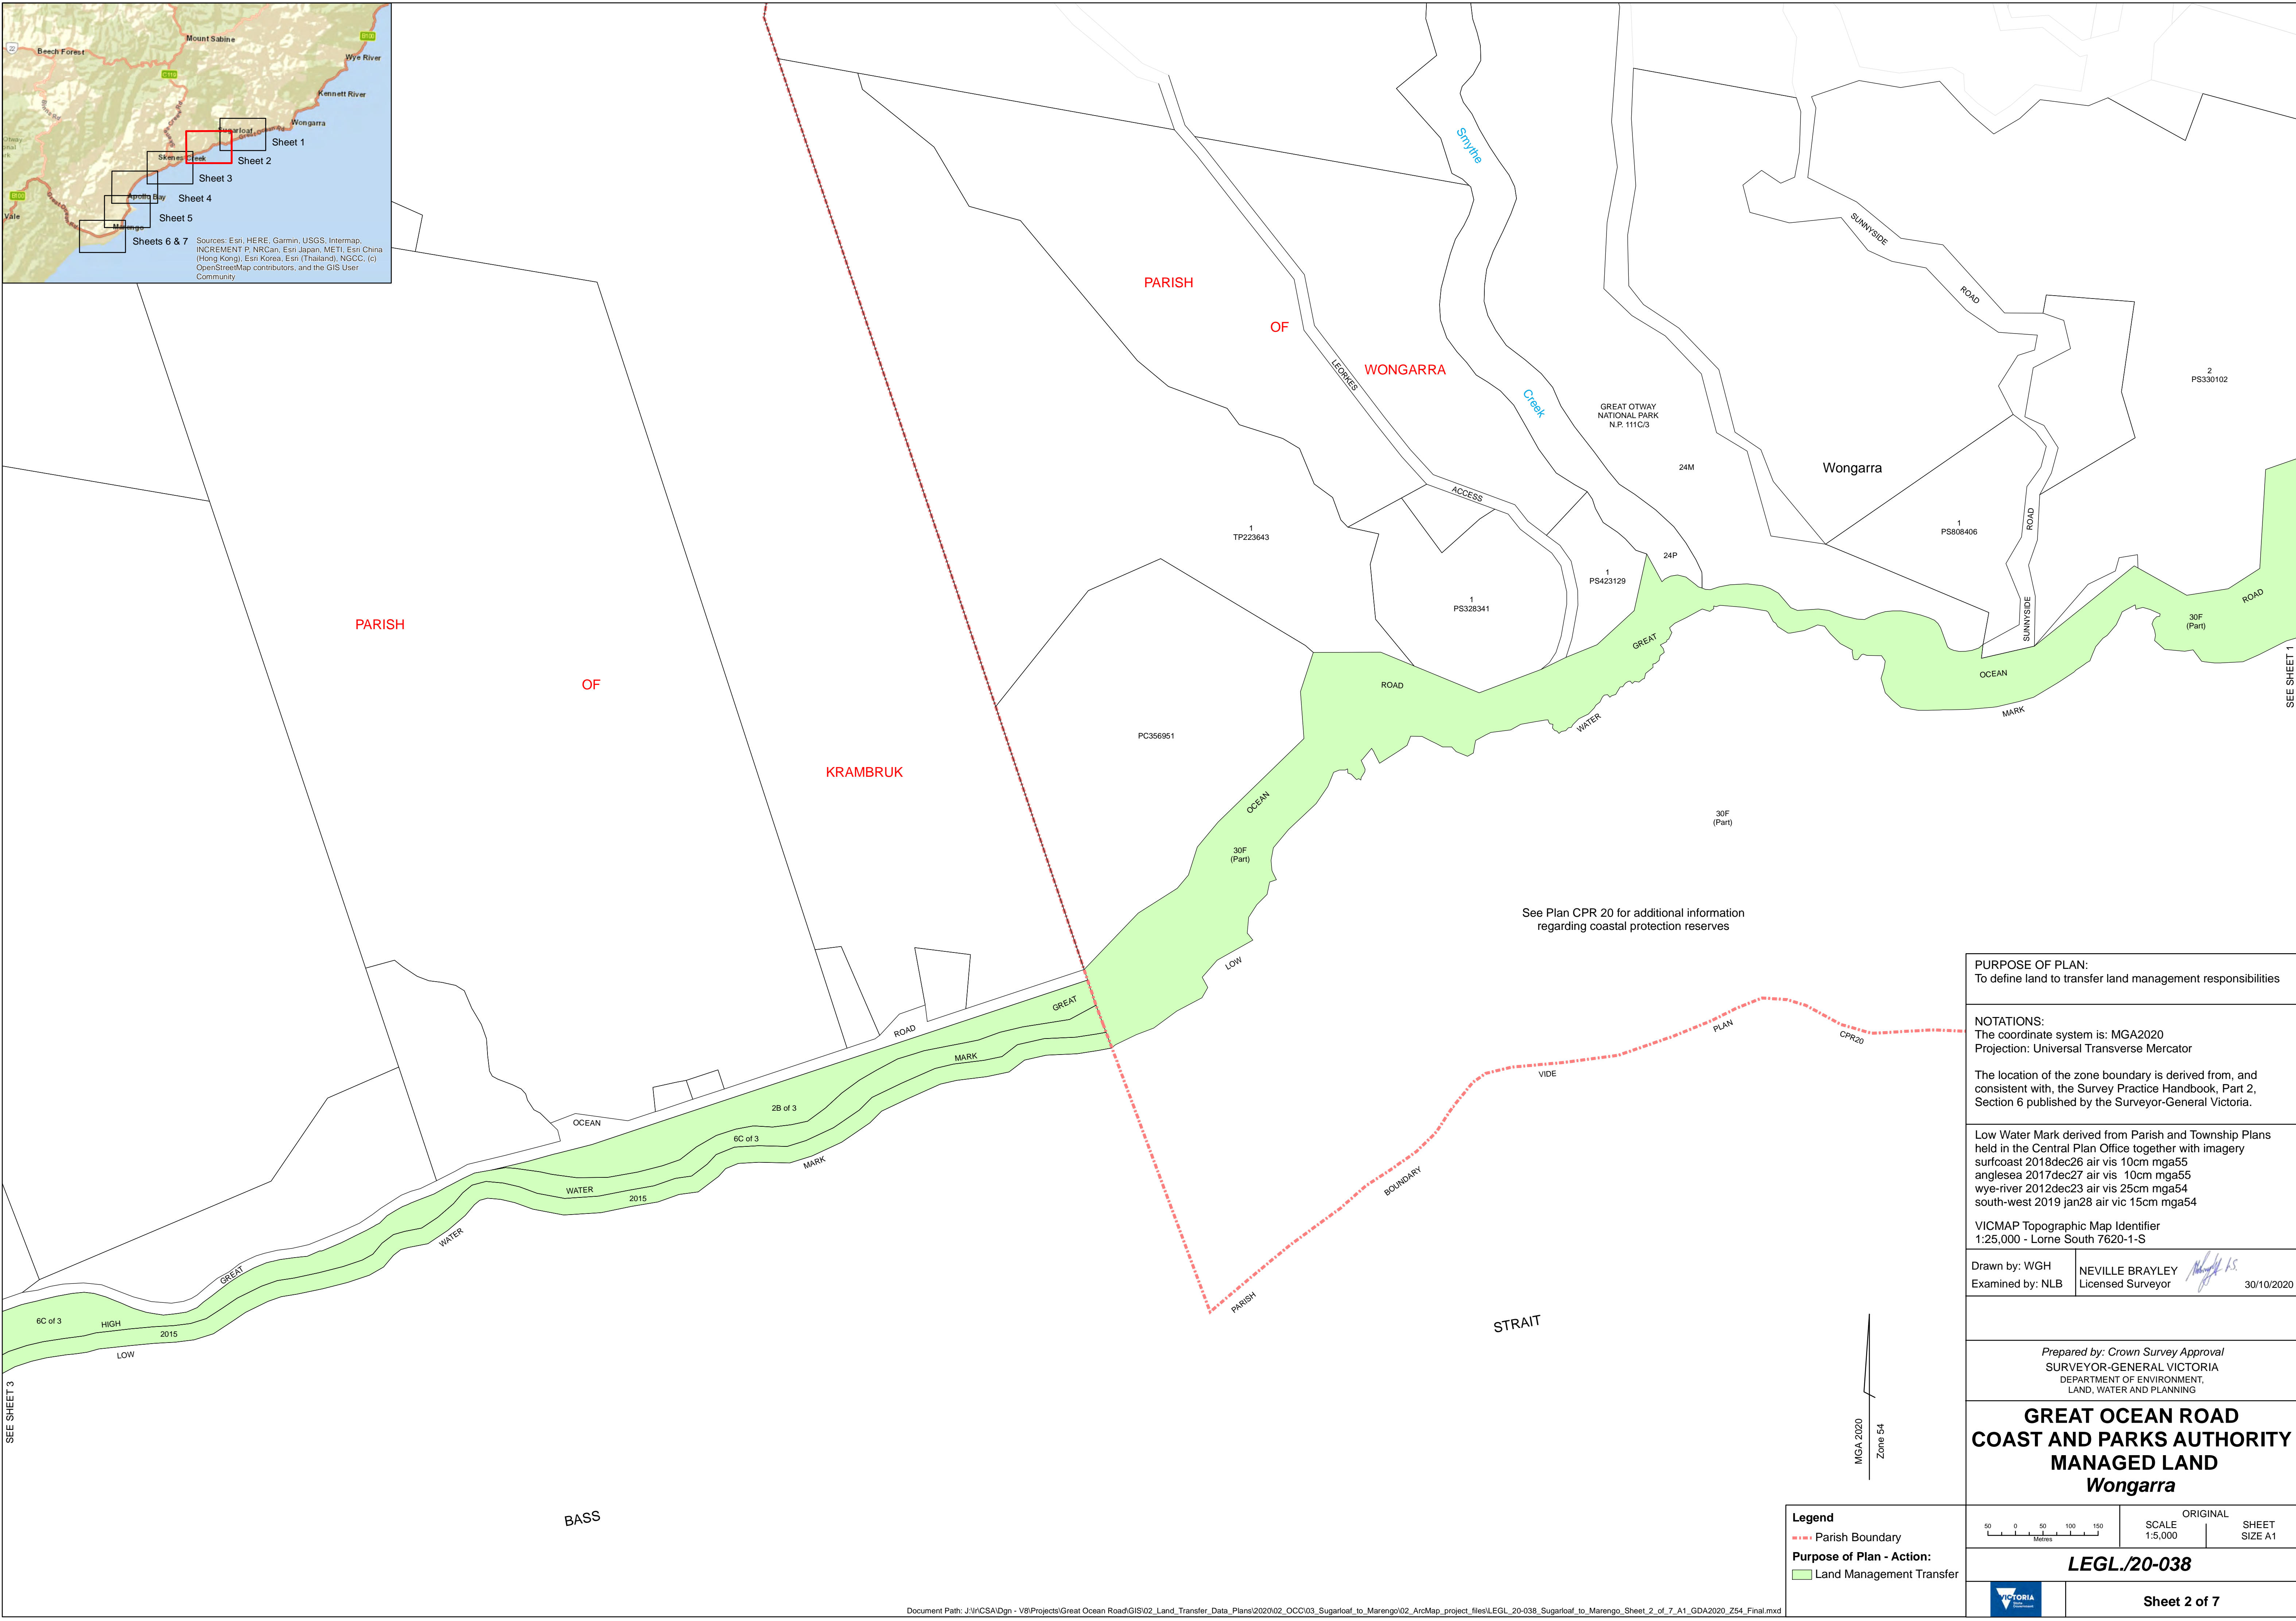 22
Beech Forest
Mount Sabine
B100
Wye River
C119
Kennett River
Wongarra
Sugarloaf
Great Ocean Rd
Sheet 1
Skenes Creek
Sheet 2
Sheet 3
B100
Apollo Bay
Sheet 4
Vale
Sheet 5
Marengo
Sheets 6 & 7
Sources: Esri, HERE, Garmin, USGS, Intermap,
INCREMENT P, NRCan, Esri Japan, METI, Esri China
(Hong Kong), Esri Korea, Esri (Thailand), NGCC, (c)
OpenStreetMap contributors, and the GIS User
Community
Smythe
Creek
PARISH
OF
WONGARRA
LEORKES
ACCESS
GREAT OTWAY
NATIONAL PARK
N.P. 111C/3
24M
Wongarra
SUNNYSIDE
ROAD
2
PS330102
1
PS808406
ROAD
SUNNYSIDE
1
TP223643
1
PS328341
1
PS423129
24P
PARISH
OF
KRAMBRUK
PC356951
ROAD
GREAT
WATER
OCEAN
MARK
30F
(Part)
ROAD
SEE SHEET 1
OCEAN
30F
(Part)
LOW
30F
(Part)
See Plan CPR 20 for additional information
regarding coastal protection reserves
GREAT
ROAD
MARK
2B of 3
OCEAN
6C of 3
MARK
WATER
2015
WATER
GREAT
6C of 3
HIGH
2015
LOW
SEE SHEET 3
PARISH
BOUNDARY
VIDE
PLAN
CPR20
BASS
STRAIT
MGA 2020
Zone 54
PURPOSE OF PLAN:
To define land to transfer land management responsibilities
NOTATIONS:
The coordinate system is: MGA2020
Projection: Universal Transverse Mercator
The location of the zone boundary is derived from, and
consistent with, the Survey Practice Handbook, Part 2,
Section 6 published by the Surveyor-General Victoria.
Low Water Mark derived from Parish and Township Plans
held in the Central Plan Office together with imagery
surfcoast 2018dec26 air vis 10cm mga55
anglesea 2017dec27 air vis  10cm mga55
wye-river 2012dec23 air vis 25cm mga54
south-west 2019 jan28 air vic 15cm mga54
VICMAP Topographic Map Identifier
1:25,000 - Lorne South 7620-1-S
Drawn by: WGH
Examined by: NLB
NEVILLE BRAYLEY
Licensed Surveyor
30/10/2020
Prepared by: Crown Survey Approval
SURVEYOR-GENERAL VICTORIA
DEPARTMENT OF ENVIRONMENT,
LAND, WATER AND PLANNING
GREAT OCEAN ROAD
COAST AND PARKS AUTHORITY
MANAGED LAND
Wongarra
Legend
Parish Boundary
Purpose of Plan - Action:
Land Management Transfer
50 0 50 100 150
Metres
ORIGINAL
SCALE
1:5,000
SHEET
SIZE A1
LEGL./20-038
VICTORIA
State
Government
Sheet 2 of 7
Document Path: J:\Ir\CSA\Dgn - V8\Projects\Great Ocean Road\GIS\02_Land_Transfer_Data_Plans\2020\02_OCC\03_Sugarloaf_to_Marengo\02_ArcMap_project_files\LEGL_20-038_Sugarloaf_to_Marengo_Sheet_2_of_7_A1_GDA2020_Z54_Final.mxd